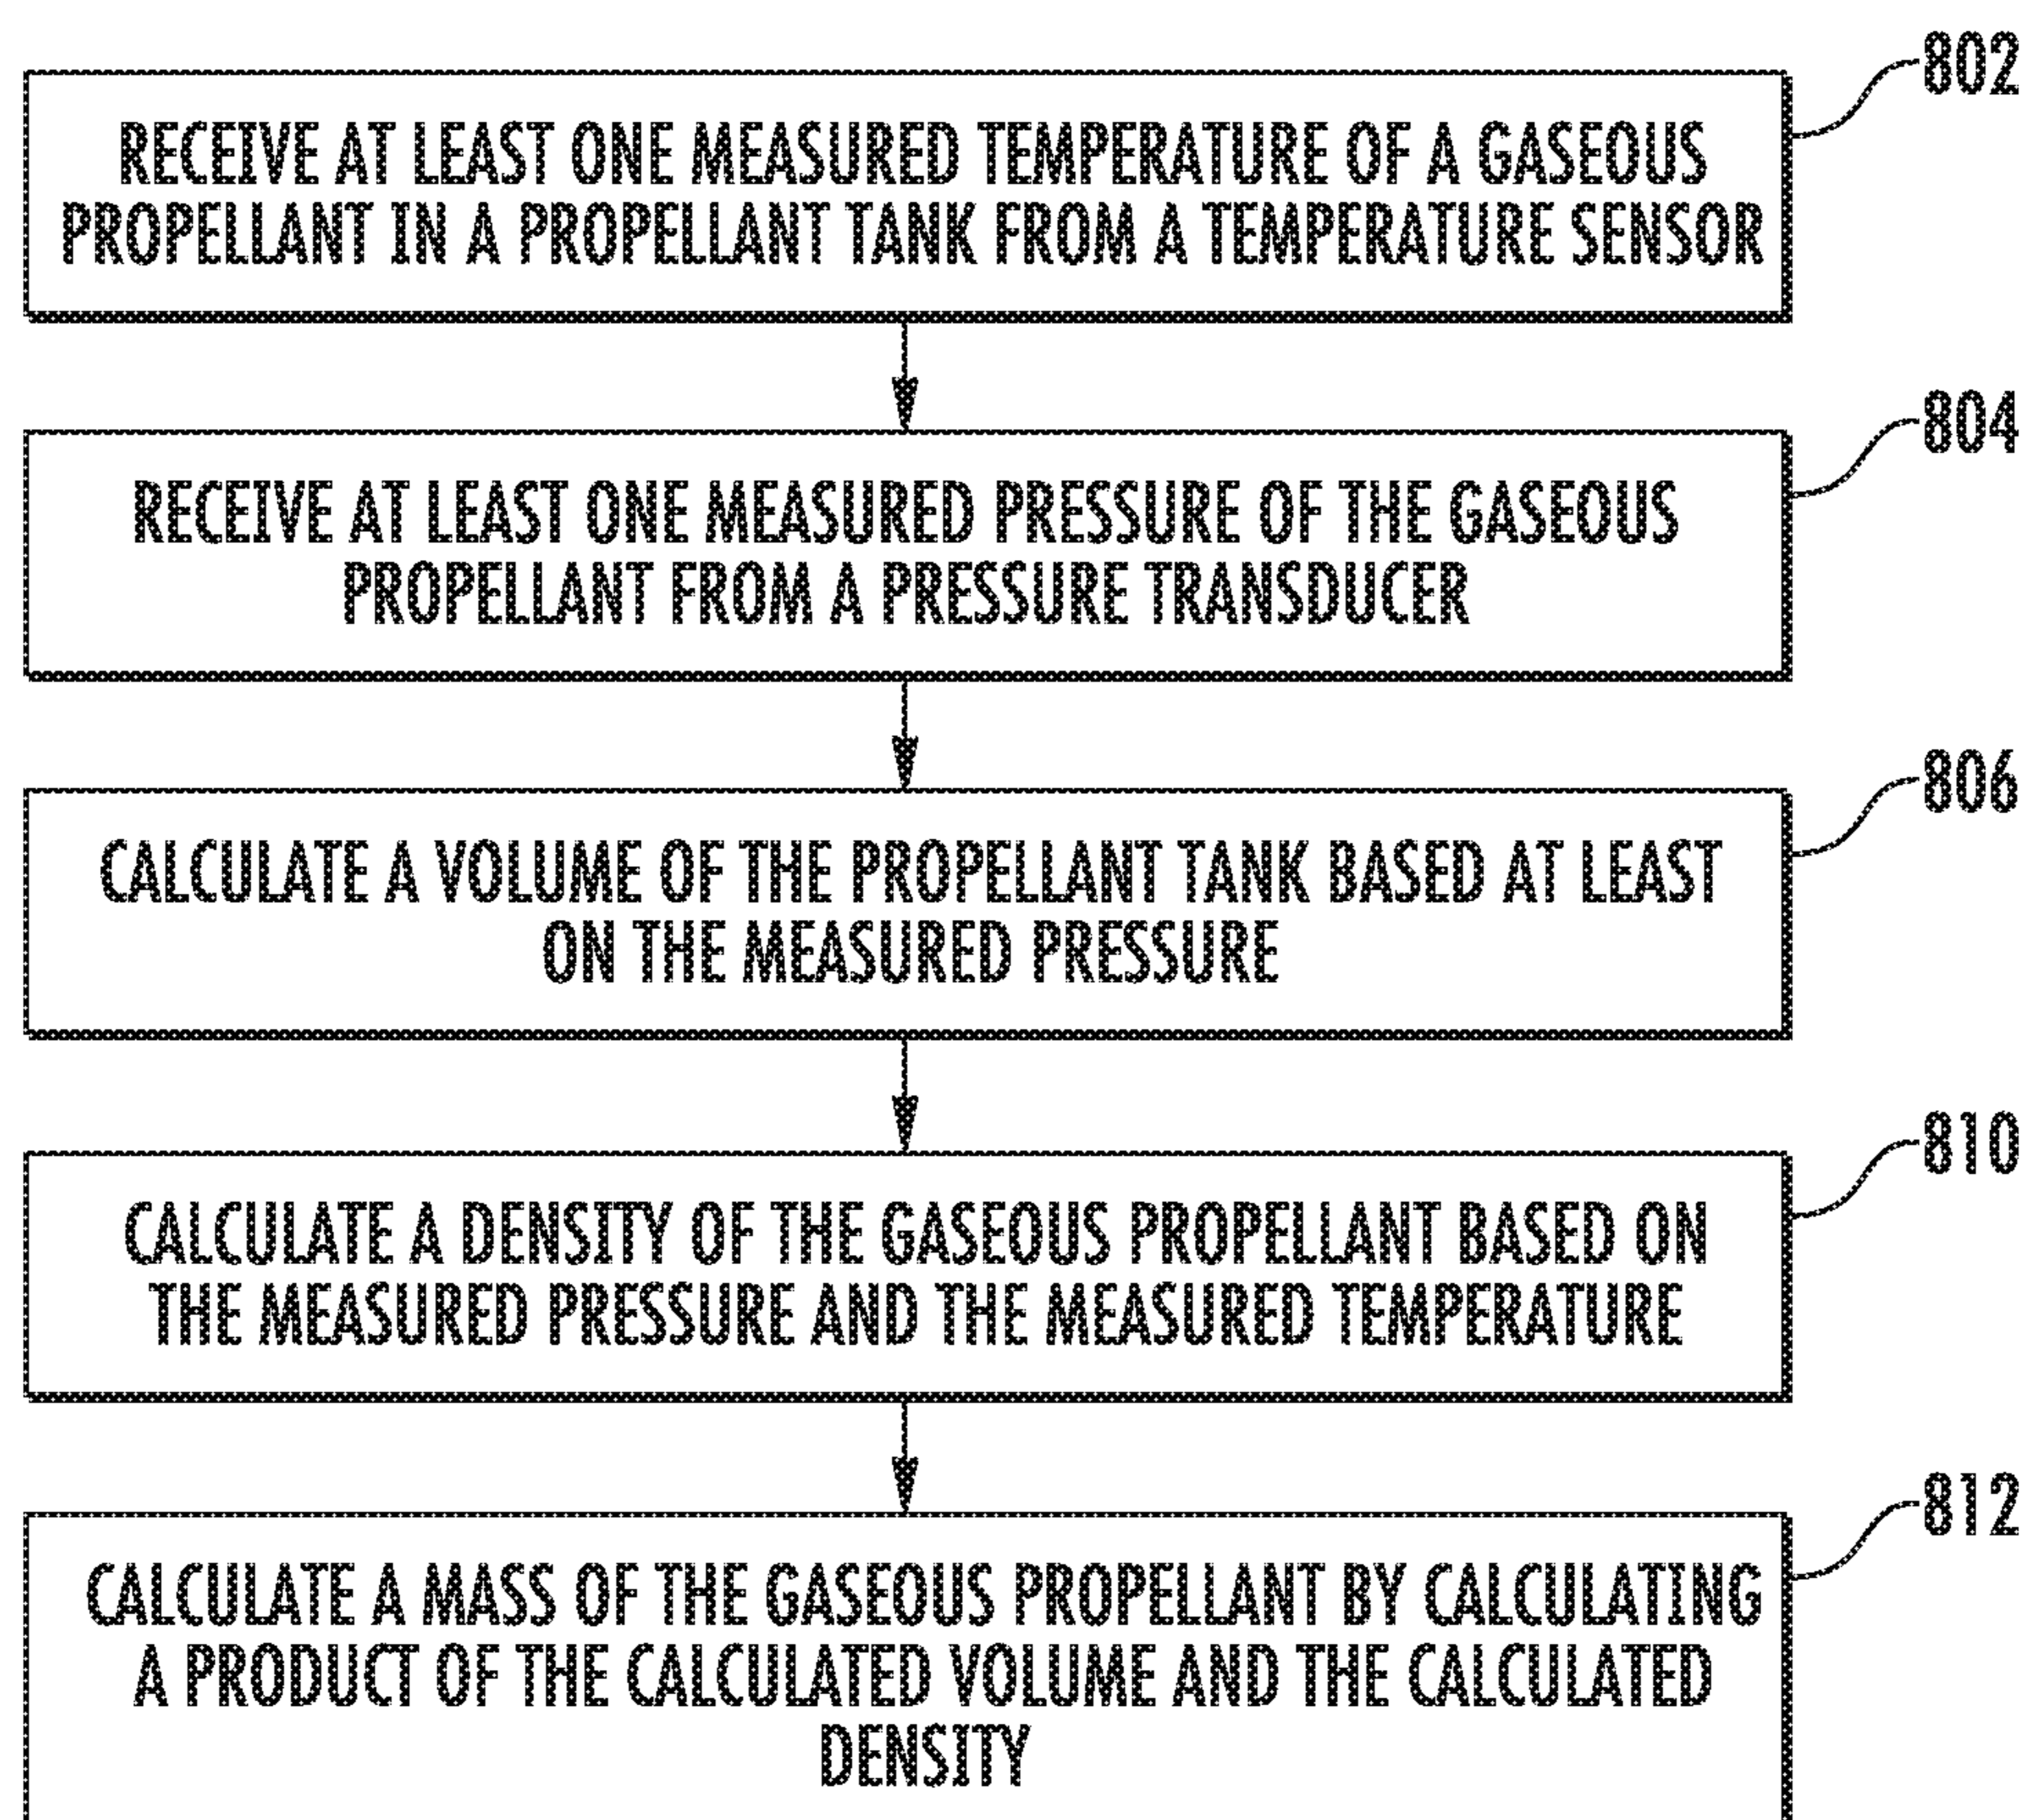 802
RECEIVE AT LEAST ONE MEASURED TEMPERATURE OF A GASEOUS
PROPELLANT IN A PROPELLANT TANK FROM A TEMPERATURE SENSOR
804
RECEIVE AT LEAST ONE MEASURED PRESSURE OF THE GASEOUS
PROPELLANT FROM A PRESSURE TRANSDUCER
806
CALCULATE A VOLUME OF THE PROPELLANT TANK BASED AT LEAST
ON THE MEASURED PRESSURE
810
CALCULATE A DENSITY OF THE GASEOUS PROPELLANT BASED ON
THE MEASURED PRESSURE AND THE MEASURED TEMPERATURE
812
CALCULATE A MASS OF THE GASEOUS PROPELLANT BY CALCULATING
A PRODUCT OF THE CALCULATED VOLUME AND THE CALCULATED
DENSITY